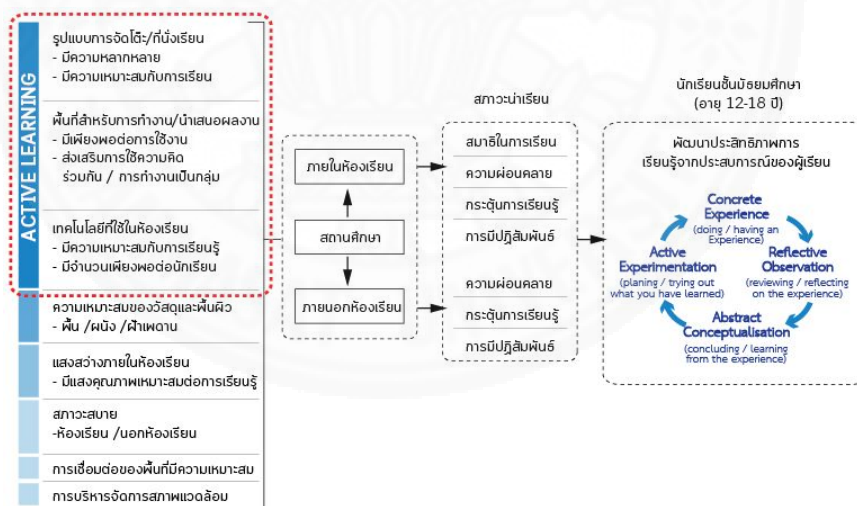 ACTIVE LEARNING
รูปแบบการจัดโต๊ะ/ที่นั่งเรียน
- มีความหลากหลาย
- มีความเหมาะสมกับการเรียน
พื้นที่สำหรับการทำงาน/นำเสนอผลงาน
- มีเพียงพอต่อการใช้งาน
- ส่งเสริมการใช้ความคิด
ร่วมกัน / การทำงานเป็นกลุ่ม
เทคโนโลยีที่ใช้ในห้องเรียน
- มีความเหมาะสมกับการเรียนรู้
- มีจำนวนเพียงพอต่อนักเรียน
ความเหมาะสมของวัสดุและพื้นผิว
- พื้น /ผนัง /ฝ้าเพดาน
แสงสว่างภายในห้องเรียน
- มีแสงคุณภาพเหมาะสมต่อการเรียนรู้
สภาวะสบาย
-ห้องเรียน /นอกห้องเรียน
การเชื่อมต่อของพื้นที่มีความเหมาะสม
การบริหารจัดการสภาพแวดล้อม
ภายในห้องเรียน
สถานศึกษา
ภายนอกห้องเรียน
สภาวะน่าเรียน
สมาธิในการเรียน
ความผ่อนคลาย
กระตุ้นการเรียนรู้
การมีปฏิสัมพันธ์
ความผ่อนคลาย
กระตุ้นการเรียนรู้
การมีปฏิสัมพันธ์
นักเรียนชั้นมัธยมศึกษา
(อายุ 12-18 ปี)
พัฒนาประสิทธิภาพการ
เรียนรู้จากประสบการณ์ของผู้เรียน
Concrete
Experience
(doing / having an
Experience)
Reflective
Observation
(reviewing / reflecting
on the experience)
Abstract
Conceptualisation
(concluding / learning
from the experience)
Active
Experimentation
(planing / trying out
what you have learned)